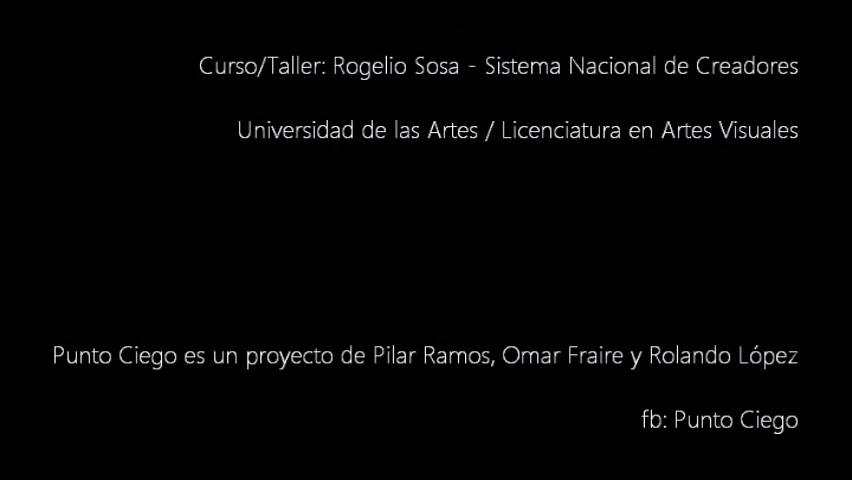 Curso/Taller: Rogelio Sosa - Sistema Nacional de Creadores
Universidad de las Artes / Licenciatura en Artes Visuales
Punto Ciego es un proyecto de Pilar Ramos, Omar Fraire y Rolando López
fb: Punto Ciego